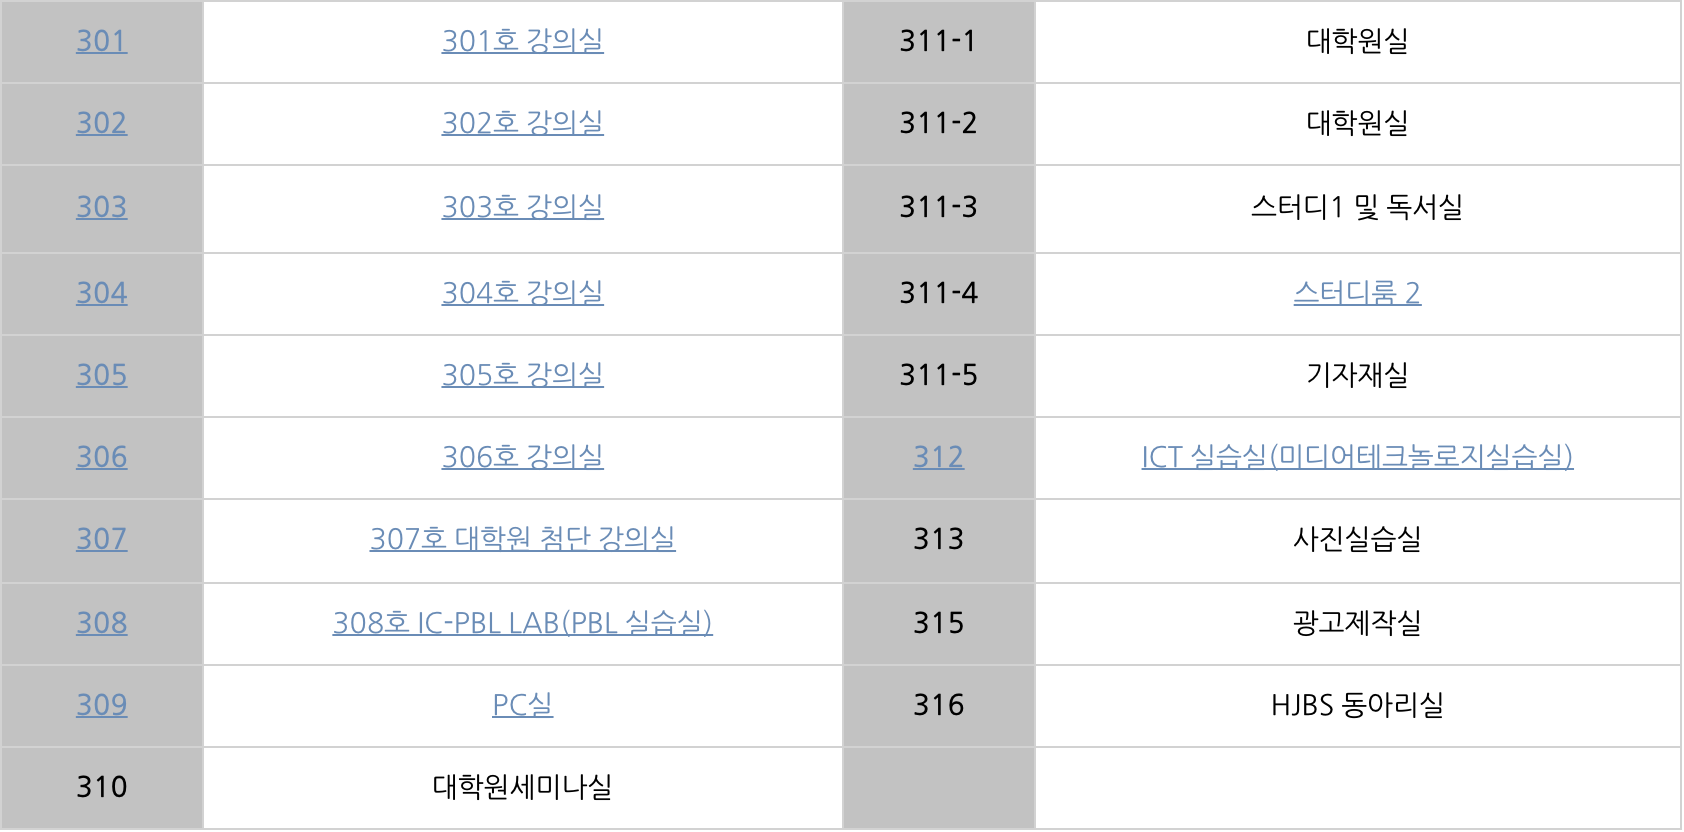 301 301호 강의실 311-1 대학원실
302 302호 강의실 311-2 대학원실
303 303호 강의실 311-3 스터디1 및 독서실
304 304호 강의실 311-4 스터디룸 2
305 305호 강의실 311-5 기자재실
306 306호 강의실 312 ICT 실습실(미디어테크놀로지실습실)
307 307호 대학원 첨단 강의실 313 사진실습실
308 308호 IC-PBL LAB(PBL 실습실) 315 광고제작실
309 PC실 316 HJBS 동아리실
310 대학원세미나실